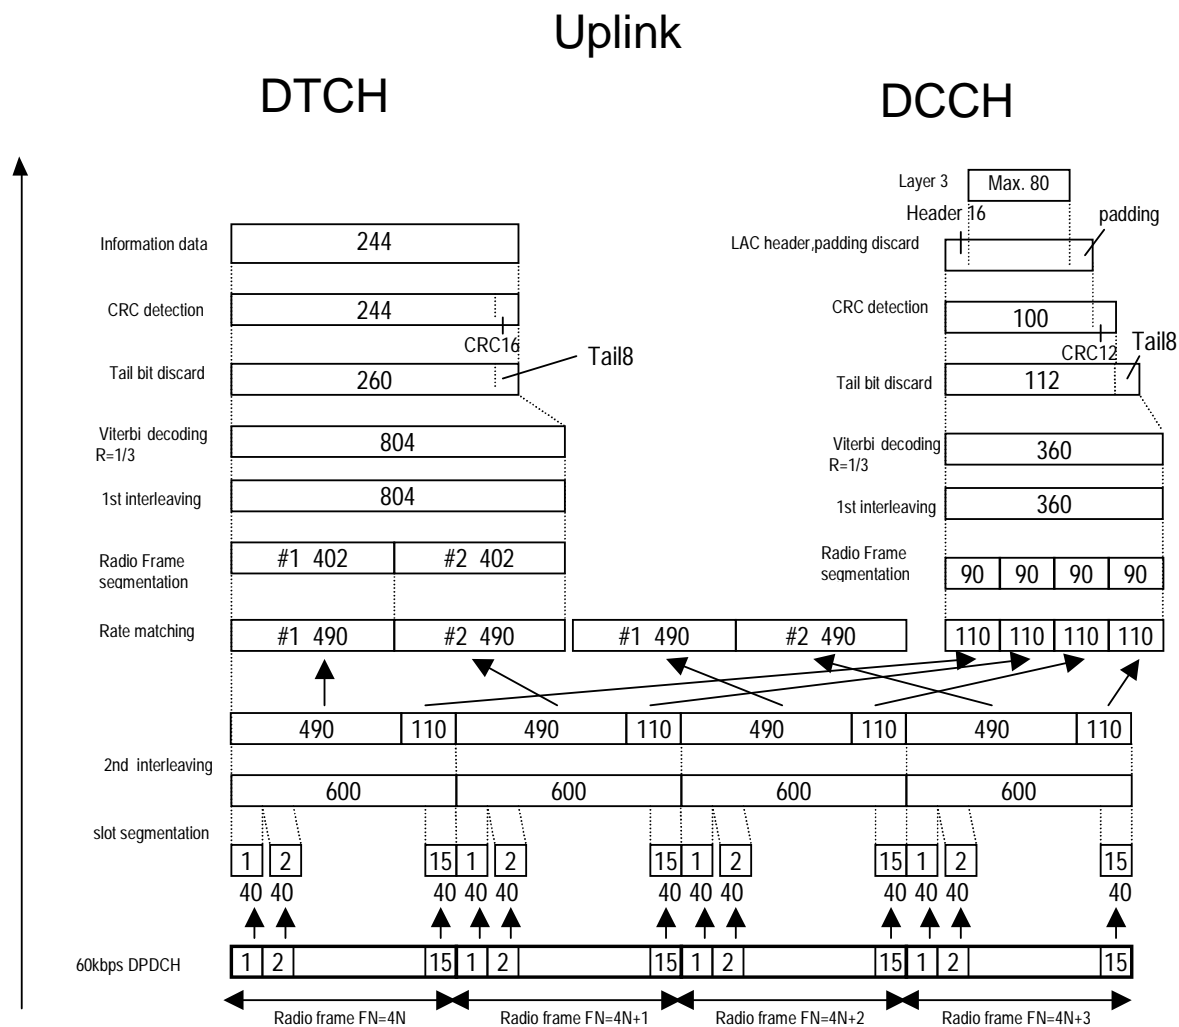 Uplink
DTCH
DCCH
Layer 3
Max. 80
Header 16
padding
Information data
244
LAC header,padding discard
CRC detection
244
CRC16
CRC detection
100
CRC12
Tail bit discard
260
Tail8
Tail bit discard
112
Tail8
Viterbi decoding
R=1/3
804
Viterbi decoding
R=1/3
360
1st interleaving
804
1st interleaving
360
Radio Frame
segmentation
#1 402
#2 402
Radio Frame
segmentation
90 90 90 90
Rate matching
#1 490
#2 490
#1 490
#2 490
110 110 110 110
490 110 490 110 490 110 490 110
2nd interleaving
600 600 600 600
slot segmentation
1 2 15 1 2 15 1 2 15 1 2 15
40 40 40 40 40 40 40 40 40 40 40 40
60kbps DPDCH
1 2 15 1 2 15 1 2 15 1 2 15
Radio frame FN=4N
Radio frame FN=4N+1
Radio frame FN=4N+2
Radio frame FN=4N+3